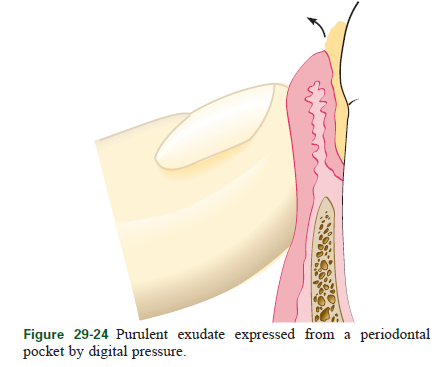 Figure 29-24 Purulent exudate expressed from a periodontal
pocket by digital pressure.